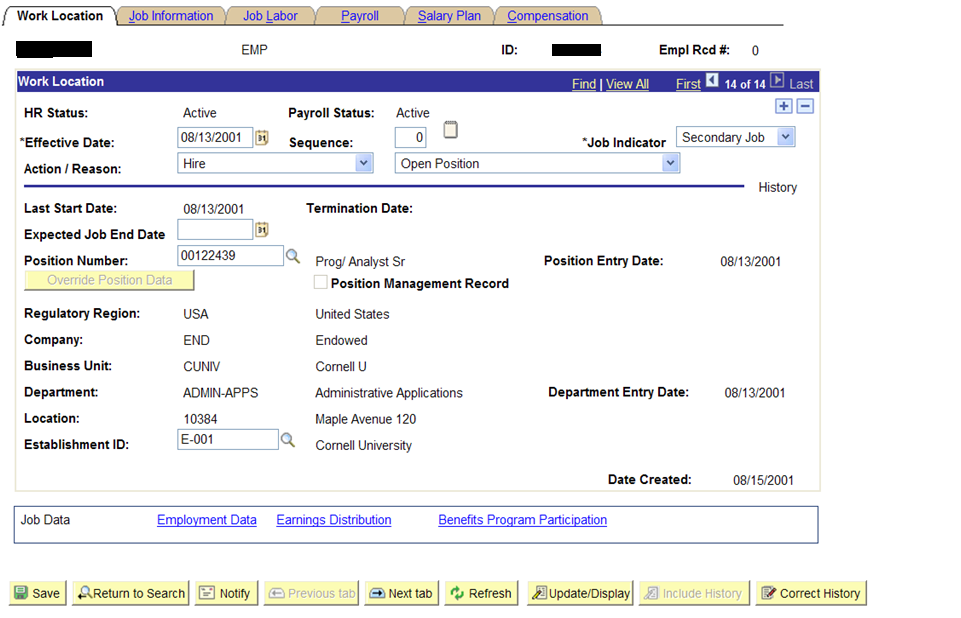 Work Location Job Information Job Labor Payroll Salary Plan Compensation
EMP ID: Empl Rcd #: 0
Work Location Find | View All First 14 of 14 Last
HR Status: Active Payroll Status: Active
*Effective Date: 08/13/2001 Sequence: 0 *Job Indicator Secondary Job
Action / Reason: Hire Open Position
History
Last Start Date: 08/13/2001 Termination Date:
Expected Job End Date
Position Number: 00122439 Prog/ Analyst Sr Position Entry Date: 08/13/2001
Override Position Data Position Management Record
Regulatory Region: USA United States
Company: END Endowed
Business Unit: CUNIV Cornell U
Department: ADMIN-APPS Administrative Applications Department Entry Date: 08/13/2001
Location: 10384 Maple Avenue 120
Establishment ID: E-001 Cornell University
Date Created: 08/15/2001
Job Data Employment Data Earnings Distribution Benefits Program Participation
Save Return to Search Notify Previous tab Next tab Refresh Update/Display Include History Correct History